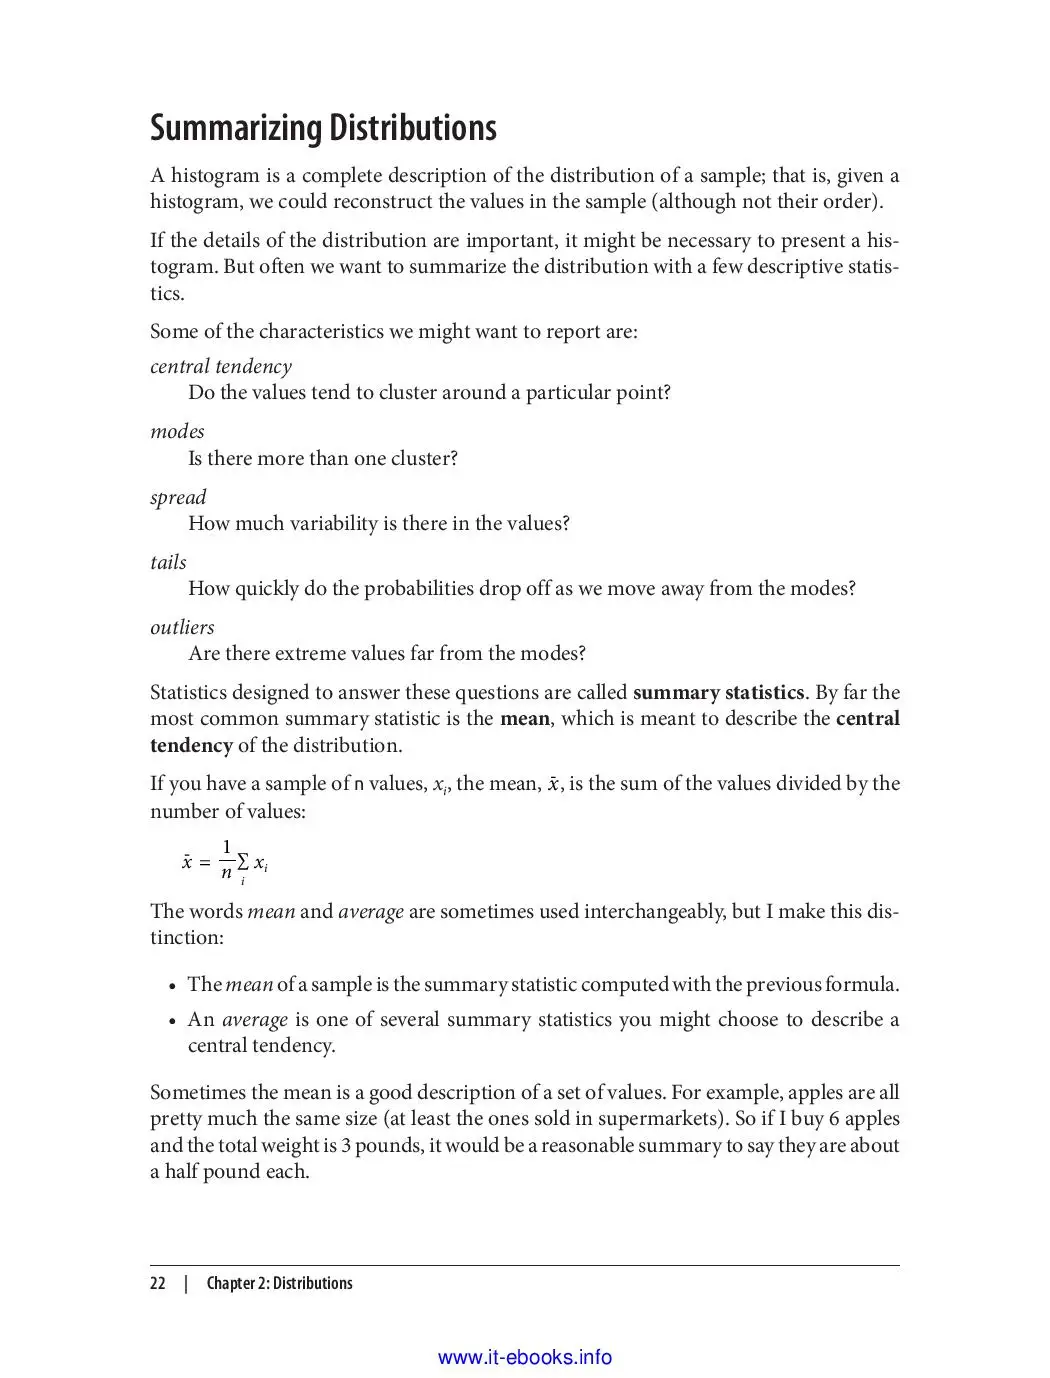 Summarizing Distributions
A histogram is a complete description of the distribution of a sample; that is, given a
histogram, we could reconstruct the values in the sample (although not their order).
If the details of the distribution are important, it might be necessary to present a his-
togram. But often we want to summarize the distribution with a few descriptive statis-
tics.
Some of the characteristics we might want to report are:
central tendency
Do the values tend to cluster around a particular point?
modes
Is there more than one cluster?
spread
How much variability is there in the values?
tails
How quickly do the probabilities drop off as we move away from the modes?
outliers
Are there extreme values far from the modes?
Statistics designed to answer these questions are called summary statistics. By far the
most common summary statistic is the mean, which is meant to describe the central
tendency of the distribution.
If you have a sample of n values, xᵢ, the mean, x̄, is the sum of the values divided by the
number of values:
x̄ = 1/n ∑ᵢ xᵢ
The words mean and average are sometimes used interchangeably, but I make this dis-
tinction:
• The mean of a sample is the summary statistic computed with the previous formula.
• An average is one of several summary statistics you might choose to describe a
central tendency.
Sometimes the mean is a good description of a set of values. For example, apples are all
pretty much the same size (at least the ones sold in supermarkets). So if I buy 6 apples
and the total weight is 3 pounds, it would be a reasonable summary to say they are about
a half pound each.
22 | Chapter 2: Distributions
www.it-ebooks.info